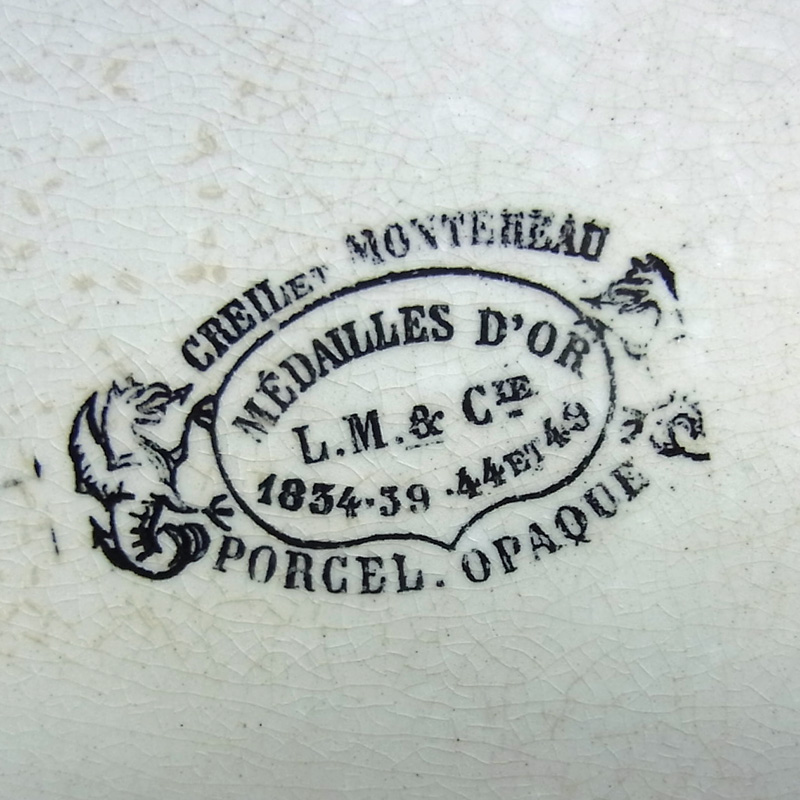 CREIL ET MONTEREAU
MÉDAILLES D'OR
L.M. & CIE
1834·39·44 ET 49
PORCEL. OPAQUE